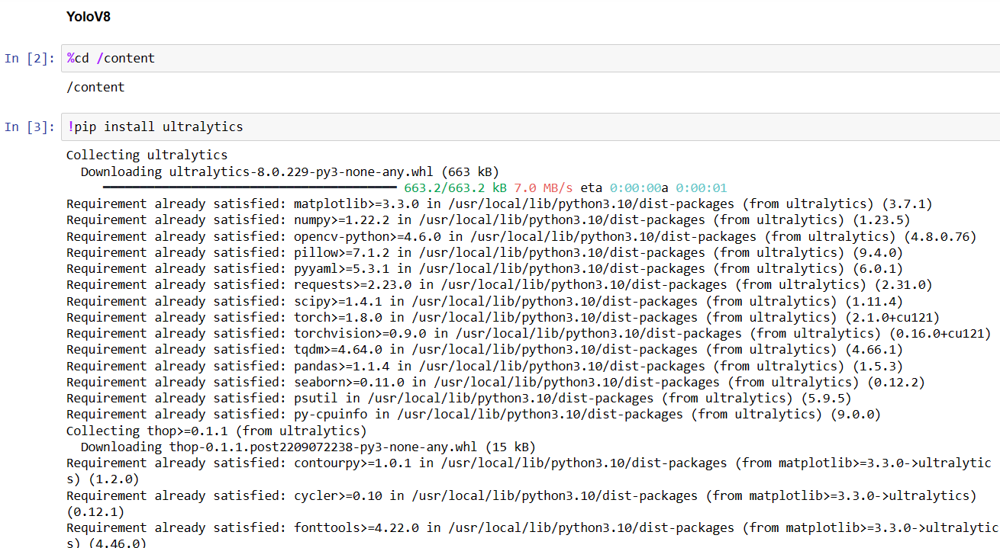 YoloV8
In [2]: %cd /content
/content
In [3]: !pip install ultralytics
Collecting ultralytics
  Downloading ultralytics-8.0.229-py3-none-any.whl (663 kB)
663.2/663.2 kB 7.0 MB/s eta 0:00:00a 0:00:01
Requirement already satisfied: matplotlib>=3.3.0 in /usr/local/lib/python3.10/dist-packages (from ultralytics) (3.7.1)
Requirement already satisfied: numpy>=1.22.2 in /usr/local/lib/python3.10/dist-packages (from ultralytics) (1.23.5)
Requirement already satisfied: opencv-python>=4.6.0 in /usr/local/lib/python3.10/dist-packages (from ultralytics) (4.8.0.76)
Requirement already satisfied: pillow>=7.1.2 in /usr/local/lib/python3.10/dist-packages (from ultralytics) (9.4.0)
Requirement already satisfied: pyyaml>=5.3.1 in /usr/local/lib/python3.10/dist-packages (from ultralytics) (6.0.1)
Requirement already satisfied: requests>=2.23.0 in /usr/local/lib/python3.10/dist-packages (from ultralytics) (2.31.0)
Requirement already satisfied: scipy>=1.4.1 in /usr/local/lib/python3.10/dist-packages (from ultralytics) (1.11.4)
Requirement already satisfied: torch>=1.8.0 in /usr/local/lib/python3.10/dist-packages (from ultralytics) (2.1.0+cu121)
Requirement already satisfied: torchvision>=0.9.0 in /usr/local/lib/python3.10/dist-packages (from ultralytics) (0.16.0+cu121)
Requirement already satisfied: tqdm>=4.64.0 in /usr/local/lib/python3.10/dist-packages (from ultralytics) (4.66.1)
Requirement already satisfied: pandas>=1.1.4 in /usr/local/lib/python3.10/dist-packages (from ultralytics) (1.5.3)
Requirement already satisfied: seaborn>=0.11.0 in /usr/local/lib/python3.10/dist-packages (from ultralytics) (0.12.2)
Requirement already satisfied: psutil in /usr/local/lib/python3.10/dist-packages (from ultralytics) (5.9.5)
Requirement already satisfied: py-cpuinfo in /usr/local/lib/python3.10/dist-packages (from ultralytics) (9.0.0)
Collecting thop>=0.1.1 (from ultralytics)
  Downloading thop-0.1.1.post2209072238-py3-none-any.whl (15 kB)
Requirement already satisfied: contourpy>=1.0.1 in /usr/local/lib/python3.10/dist-packages (from matplotlib>=3.3.0->ultralytic
s) (1.2.0)
Requirement already satisfied: cycler>=0.10 in /usr/local/lib/python3.10/dist-packages (from matplotlib>=3.3.0->ultralytics)
(0.12.1)
Requirement already satisfied: fonttools>=4.22.0 in /usr/local/lib/python3.10/dist-packages (from matplotlib>=3.3.0->ultralytic
s) (4.46.0)